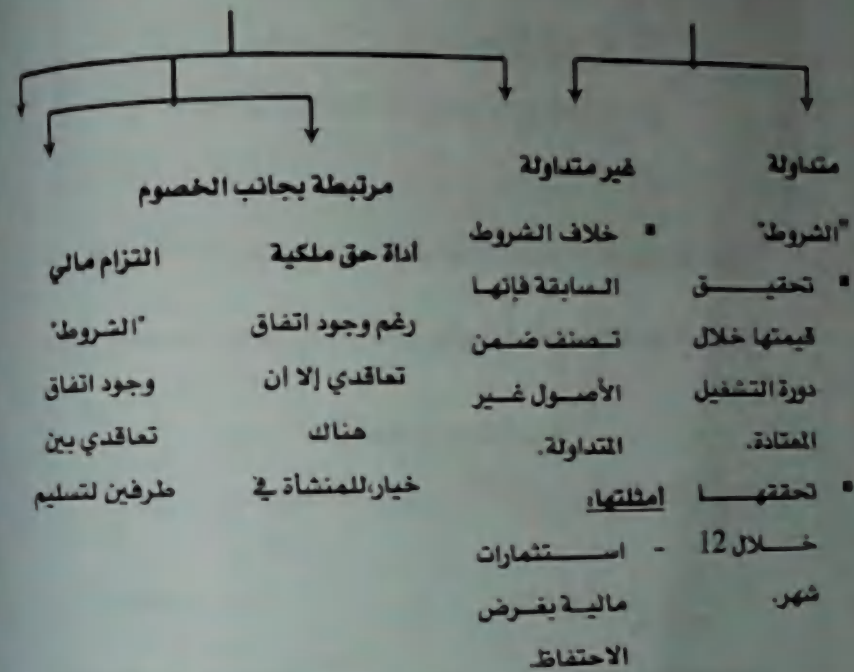 متداولة
"الشروط"
▪ تحقيق
قيمتها خلال
دورة التشغيل
المعتادة.
▪ تحققها
خلال 12
شهر.
غير متداولة
▪ خلاف الشروط
السابقة فإنها
تصنف ضمن
الأصول غير
المتداولة.
امثلتها:
- استثمارات
مالية بغرض
الاحتفاظ
مرتبطة بجانب الخصوم
أداة حق ملكية
رغم وجود اتفاق
تعاقدي إلا ان
هناك
خيار للمنشأة في
التزام مالي
"الشروط"
وجود اتفاق
تعاقدي بين
طرفين لتسليم